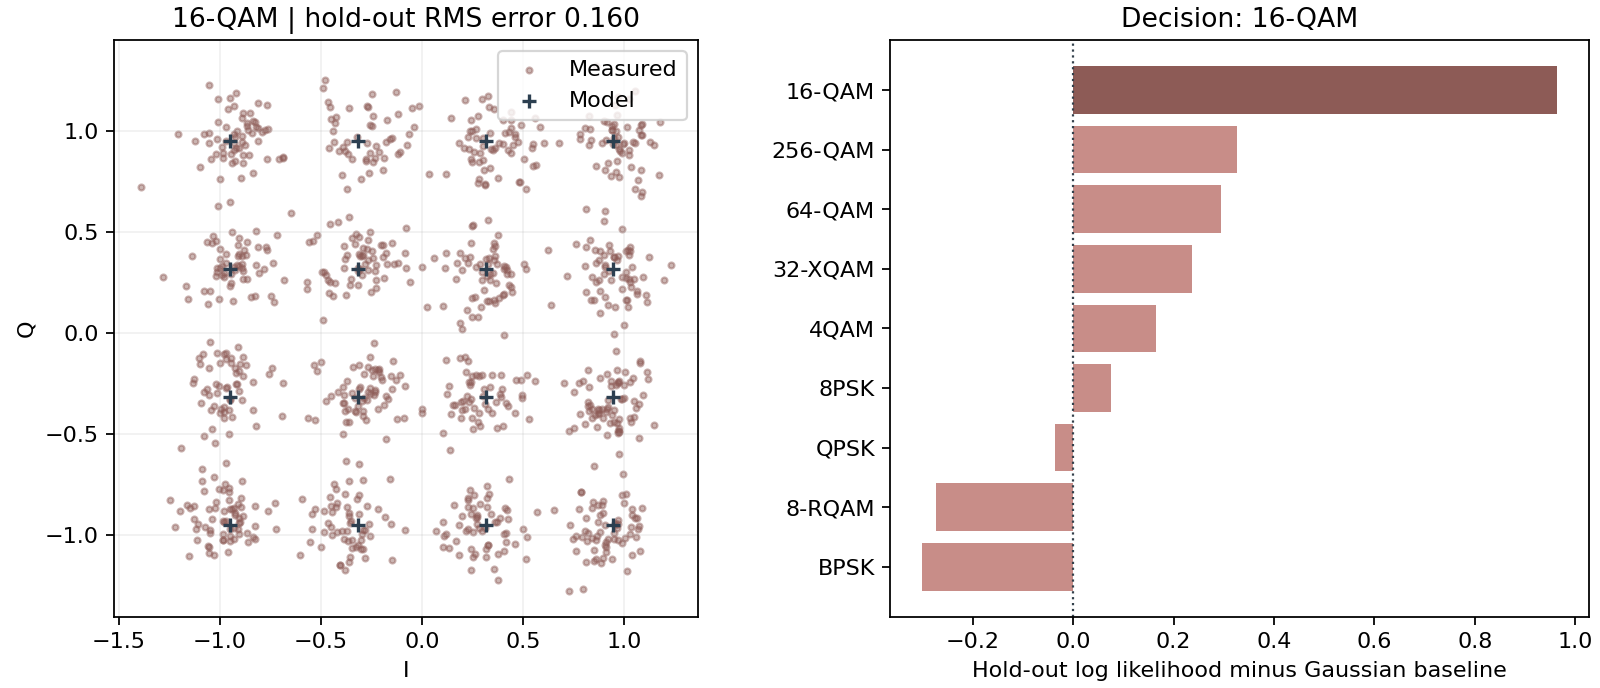 16-QAM | hold-out RMS error 0.160
Measured
Model
1.0
0.5
0.0
−0.5
−1.0
Q
−1.5
−1.0
−0.5
0.0
0.5
1.0
I
Decision: 16-QAM
16-QAM
256-QAM
64-QAM
32-XQAM
4QAM
8PSK
QPSK
8-RQAM
BPSK
−0.2
0.0
0.2
0.4
0.6
0.8
1.0
Hold-out log likelihood minus Gaussian baseline